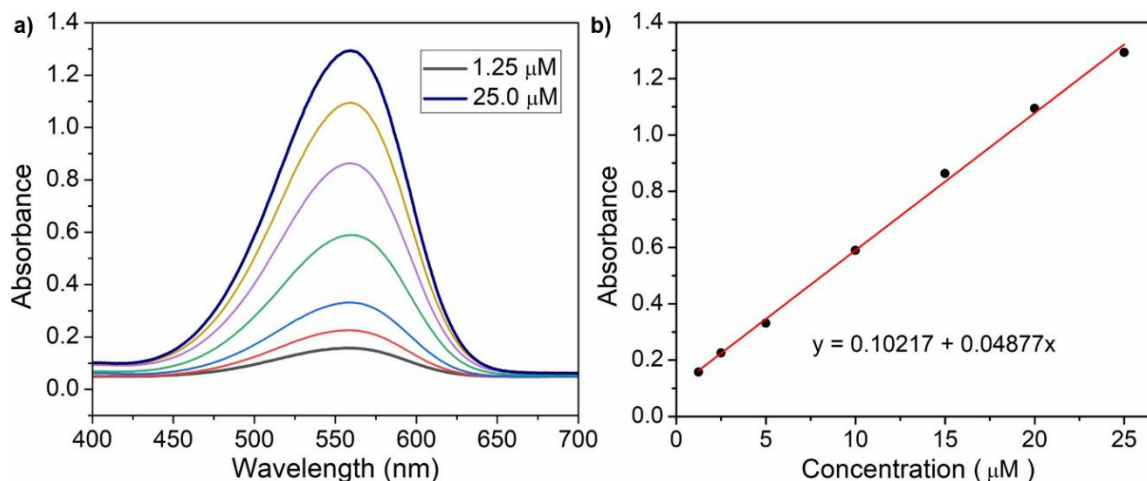 a)
1.4
1.2
1.0
0.8
0.6
0.4
0.2
0.0
Absorbance
1.25 μM
25.0 μM
400 450 500 550 600 650 700
Wavelength (nm)
b)
1.4
1.2
1.0
0.8
0.6
0.4
0.2
0.0
Absorbance
y = 0.10217 + 0.04877x
0 5 10 15 20 25
Concentration ( μM )